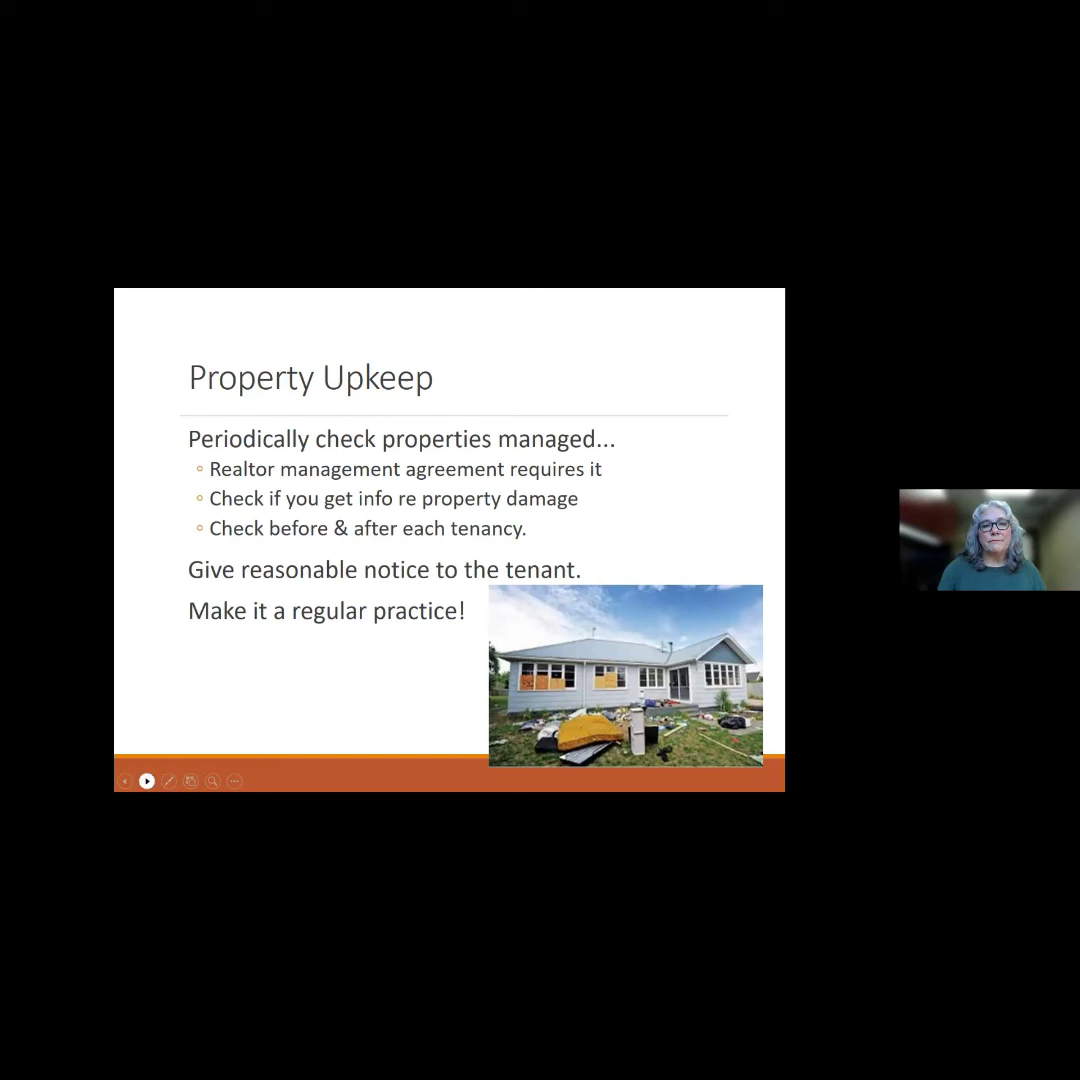 Property Upkeep
Periodically check properties managed...
Realtor management agreement requires it
Check if you get info re property damage
Check before & after each tenancy.
Give reasonable notice to the tenant.
Make it a regular practice!